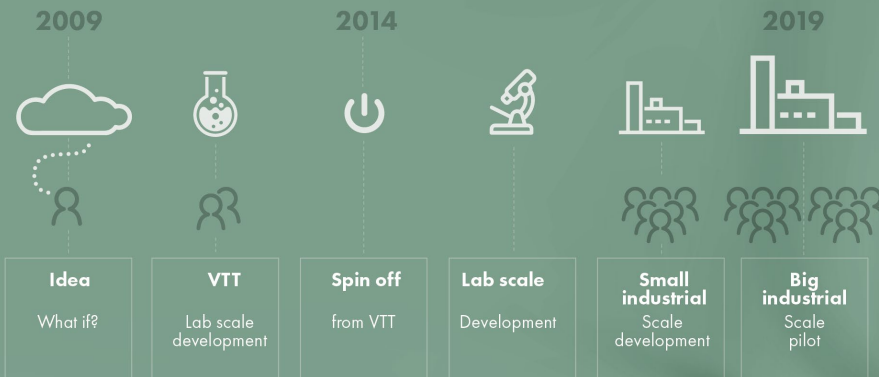 2009
2014
2019
Idea
What if?
VTT
Lab scale
development
Spin off
from VTT
Lab scale
Development
Small
industrial
Scale
development
Big
industrial
Scale
pilot